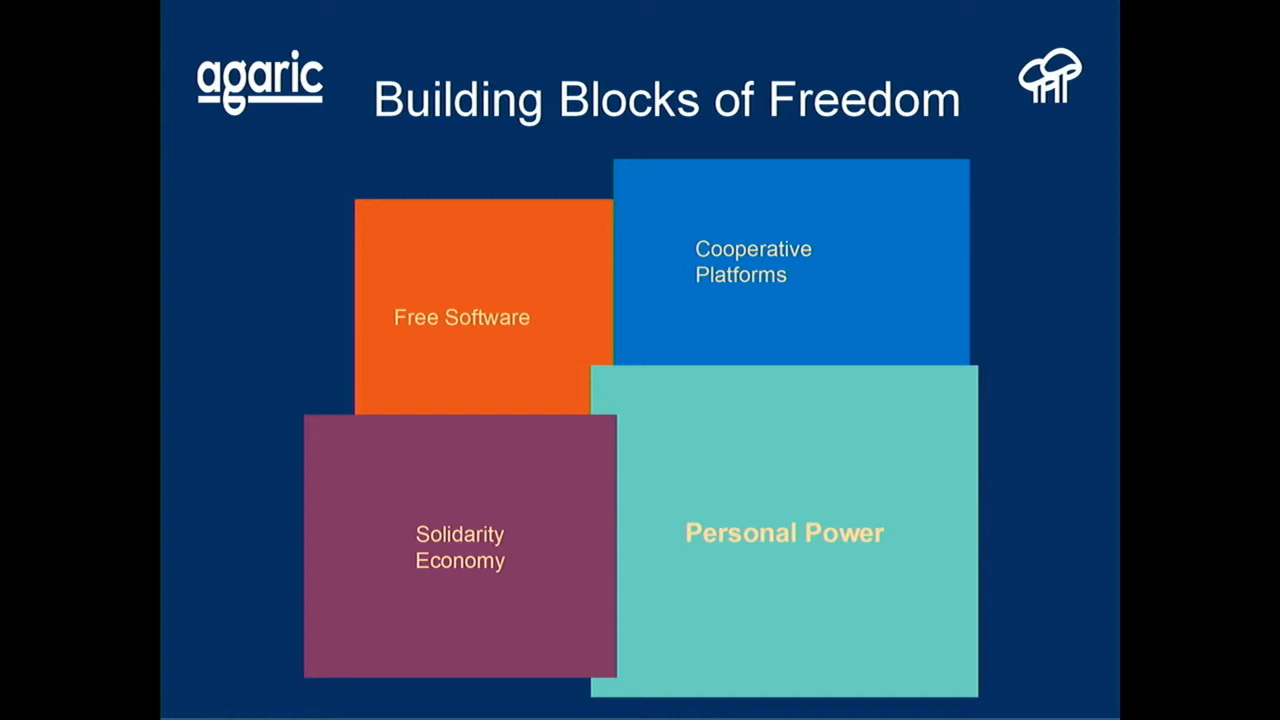 agaric
Building Blocks of Freedom
Cooperative
Platforms
Free Software
Solidarity
Economy
Personal Power